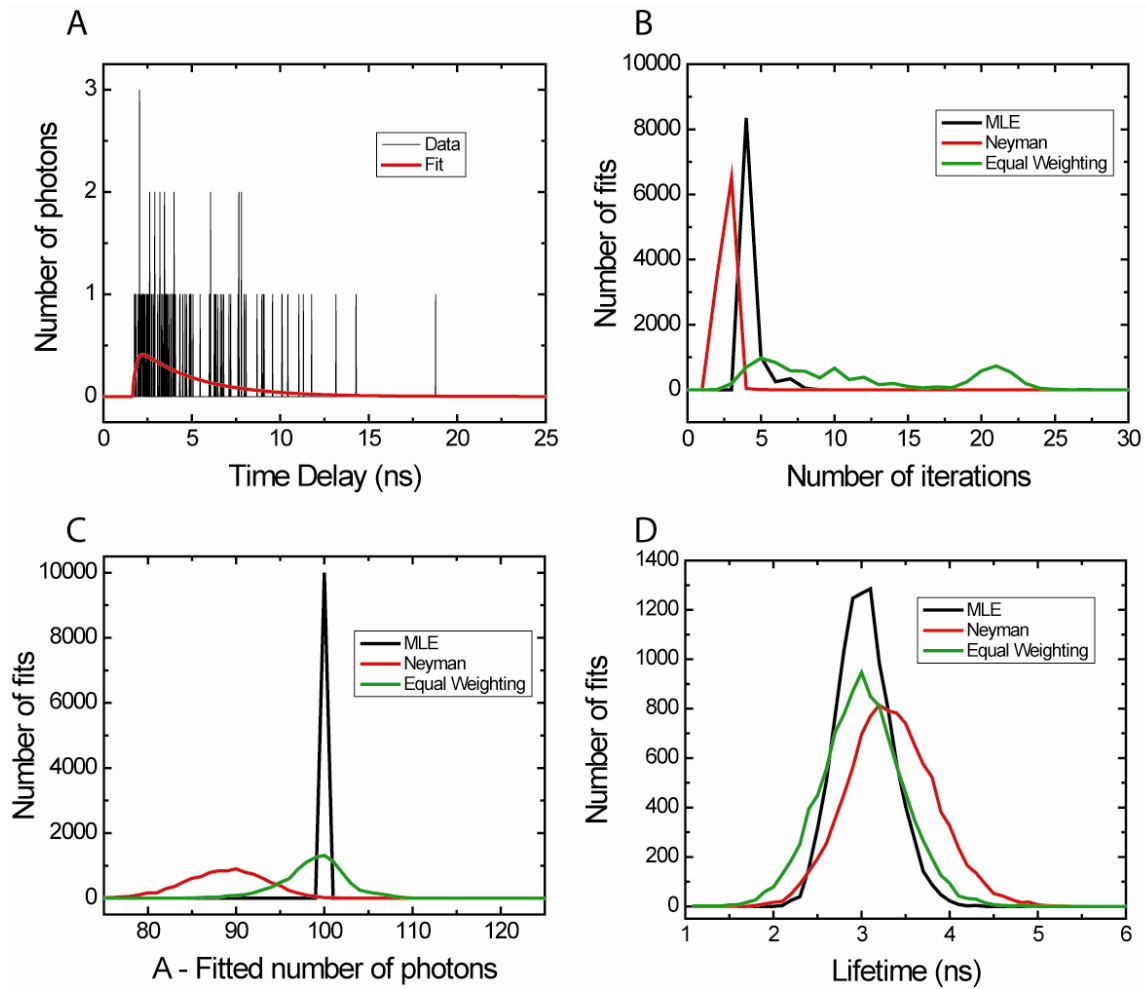 A
Number of photons
3
2
1
0
Data
Fit
0 5 10 15 20 25
Time Delay (ns)
B
Number of fits
10000
8000
6000
4000
2000
0
MLE
Neyman
Equal Weighting
0 5 10 15 20 25 30
Number of iterations
C
Number of fits
10000
8000
6000
4000
2000
0
MLE
Neyman
Equal Weighting
80 90 100 110 120
A - Fitted number of photons
D
Number of fits
1400
1200
1000
800
600
400
200
0
MLE
Neyman
Equal Weighting
1 2 3 4 5 6
Lifetime (ns)